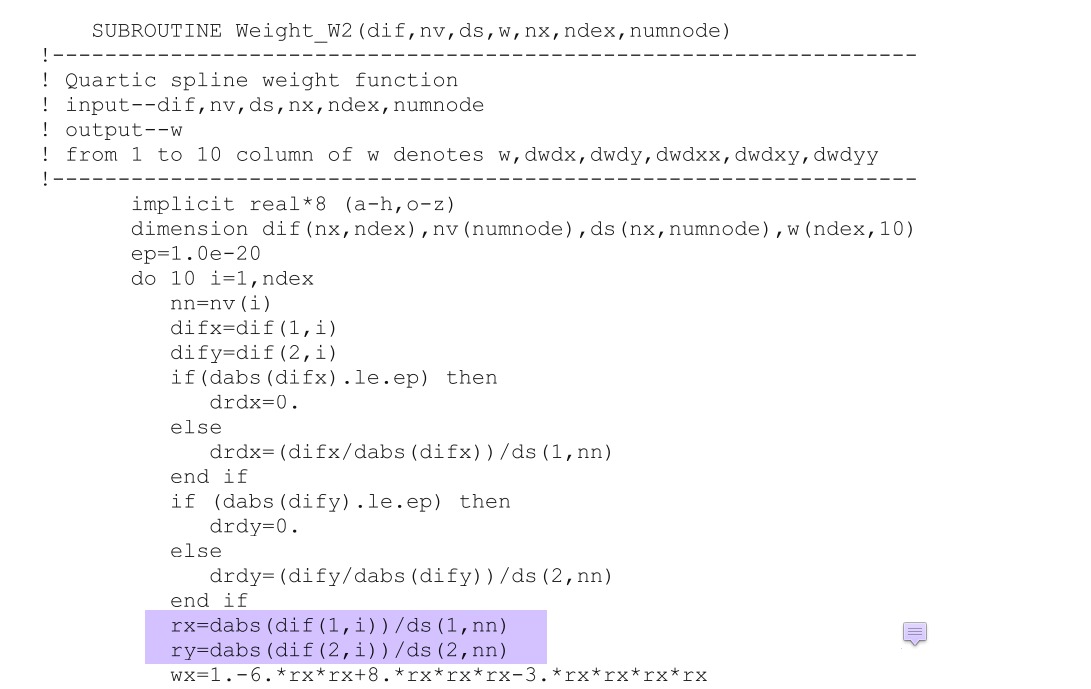 SUBROUTINE Weight_W2(dif,nv,ds,w,nx,ndex,numnode)
!------------------------------------------------------------------
! Quartic spline weight function
! input--dif,nv,ds,nx,ndex,numnode
! output--w
! from 1 to 10 column of w denotes w,dwdx,dwdy,dwdxx,dwdxy,dwdyy
!------------------------------------------------------------------
implicit real*8 (a-h,o-z)
dimension dif(nx,ndex),nv(numnode),ds(nx,numnode),w(ndex,10)
ep=1.0e-20
do 10 i=1,ndex
nn=nv(i)
difx=dif(1,i)
dify=dif(2,i)
if(dabs(difx).le.ep) then
drdx=0.
else
drdx=(difx/dabs(difx))/ds(1,nn)
end if
if (dabs(dify).le.ep) then
drdy=0.
else
drdy=(dify/dabs(dify))/ds(2,nn)
end if
rx=dabs(dif(1,i))/ds(1,nn)
ry=dabs(dif(2,i))/ds(2,nn)
wx=1.-6.*rx*rx+8.*rx*rx*rx-3.*rx*rx*rx*rx